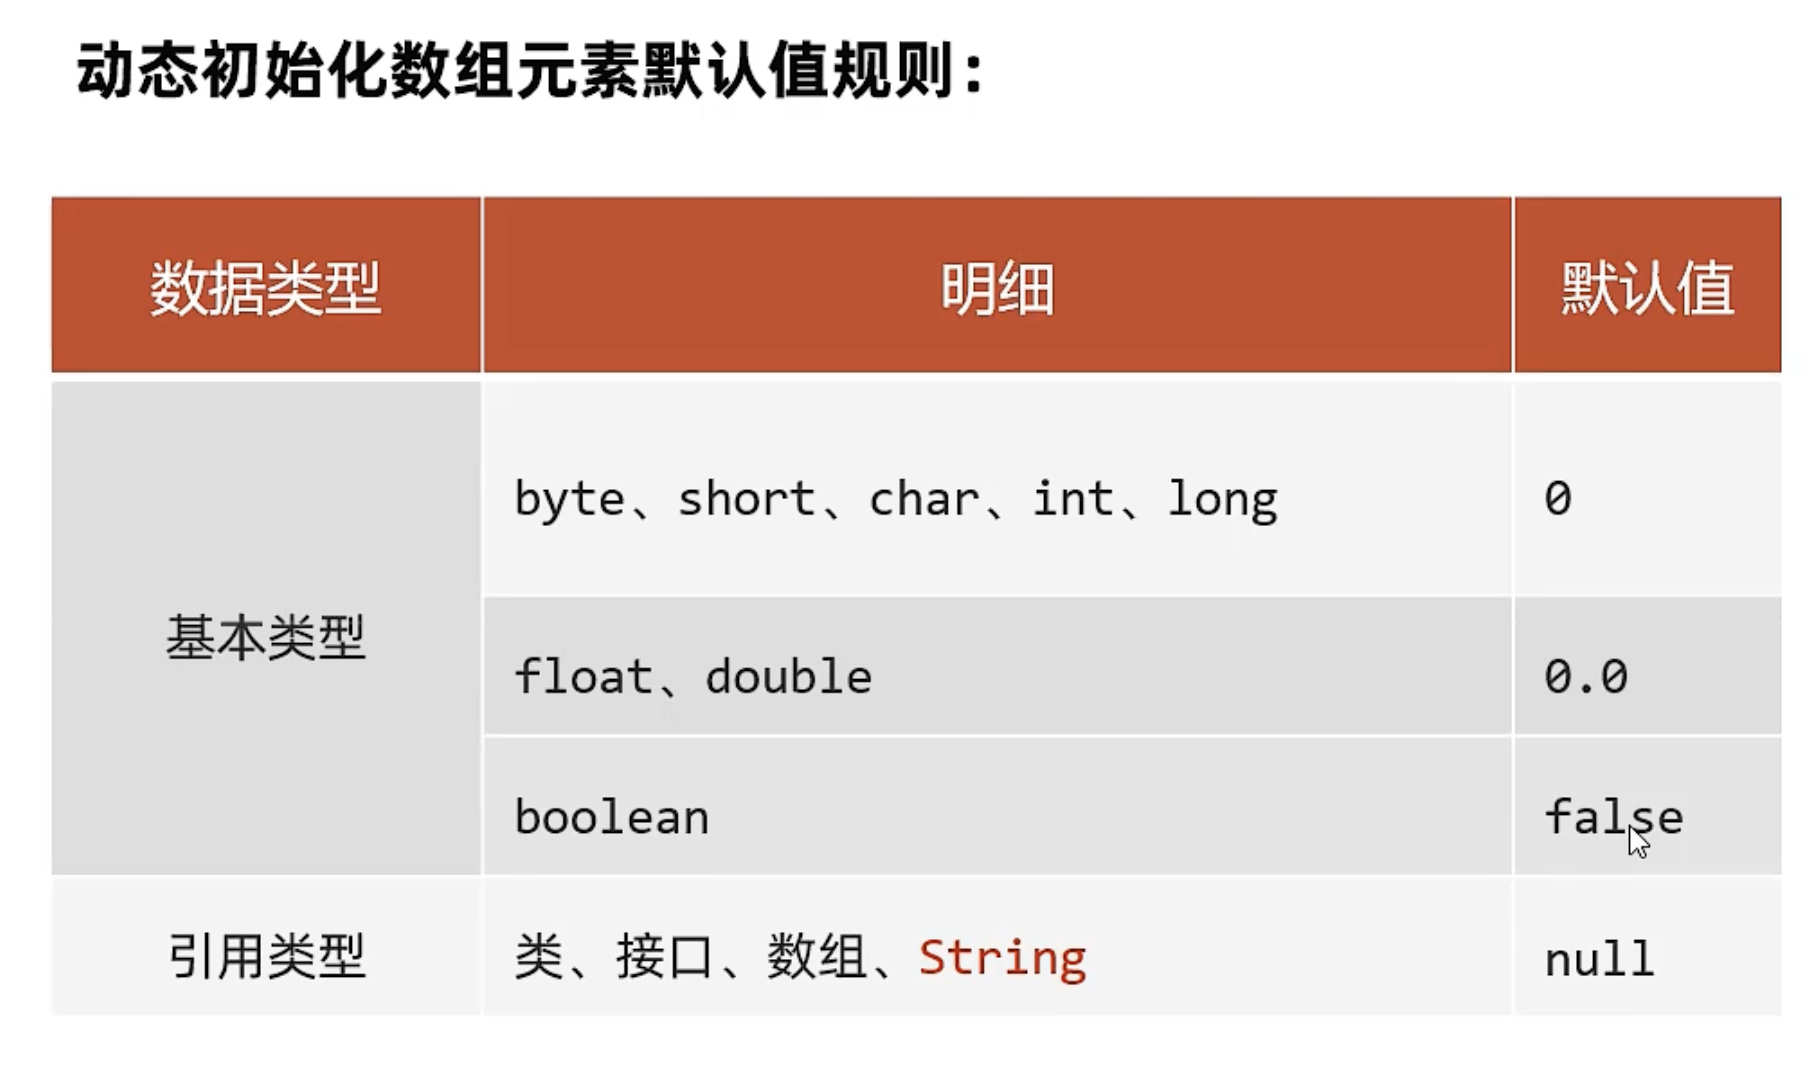 动态初始化数组元素默认值规则：
数据类型 明细 默认值
byte、short、char、int、long 0
基本类型
float、double 0.0
boolean false
引用类型 类、接口、数组、String null